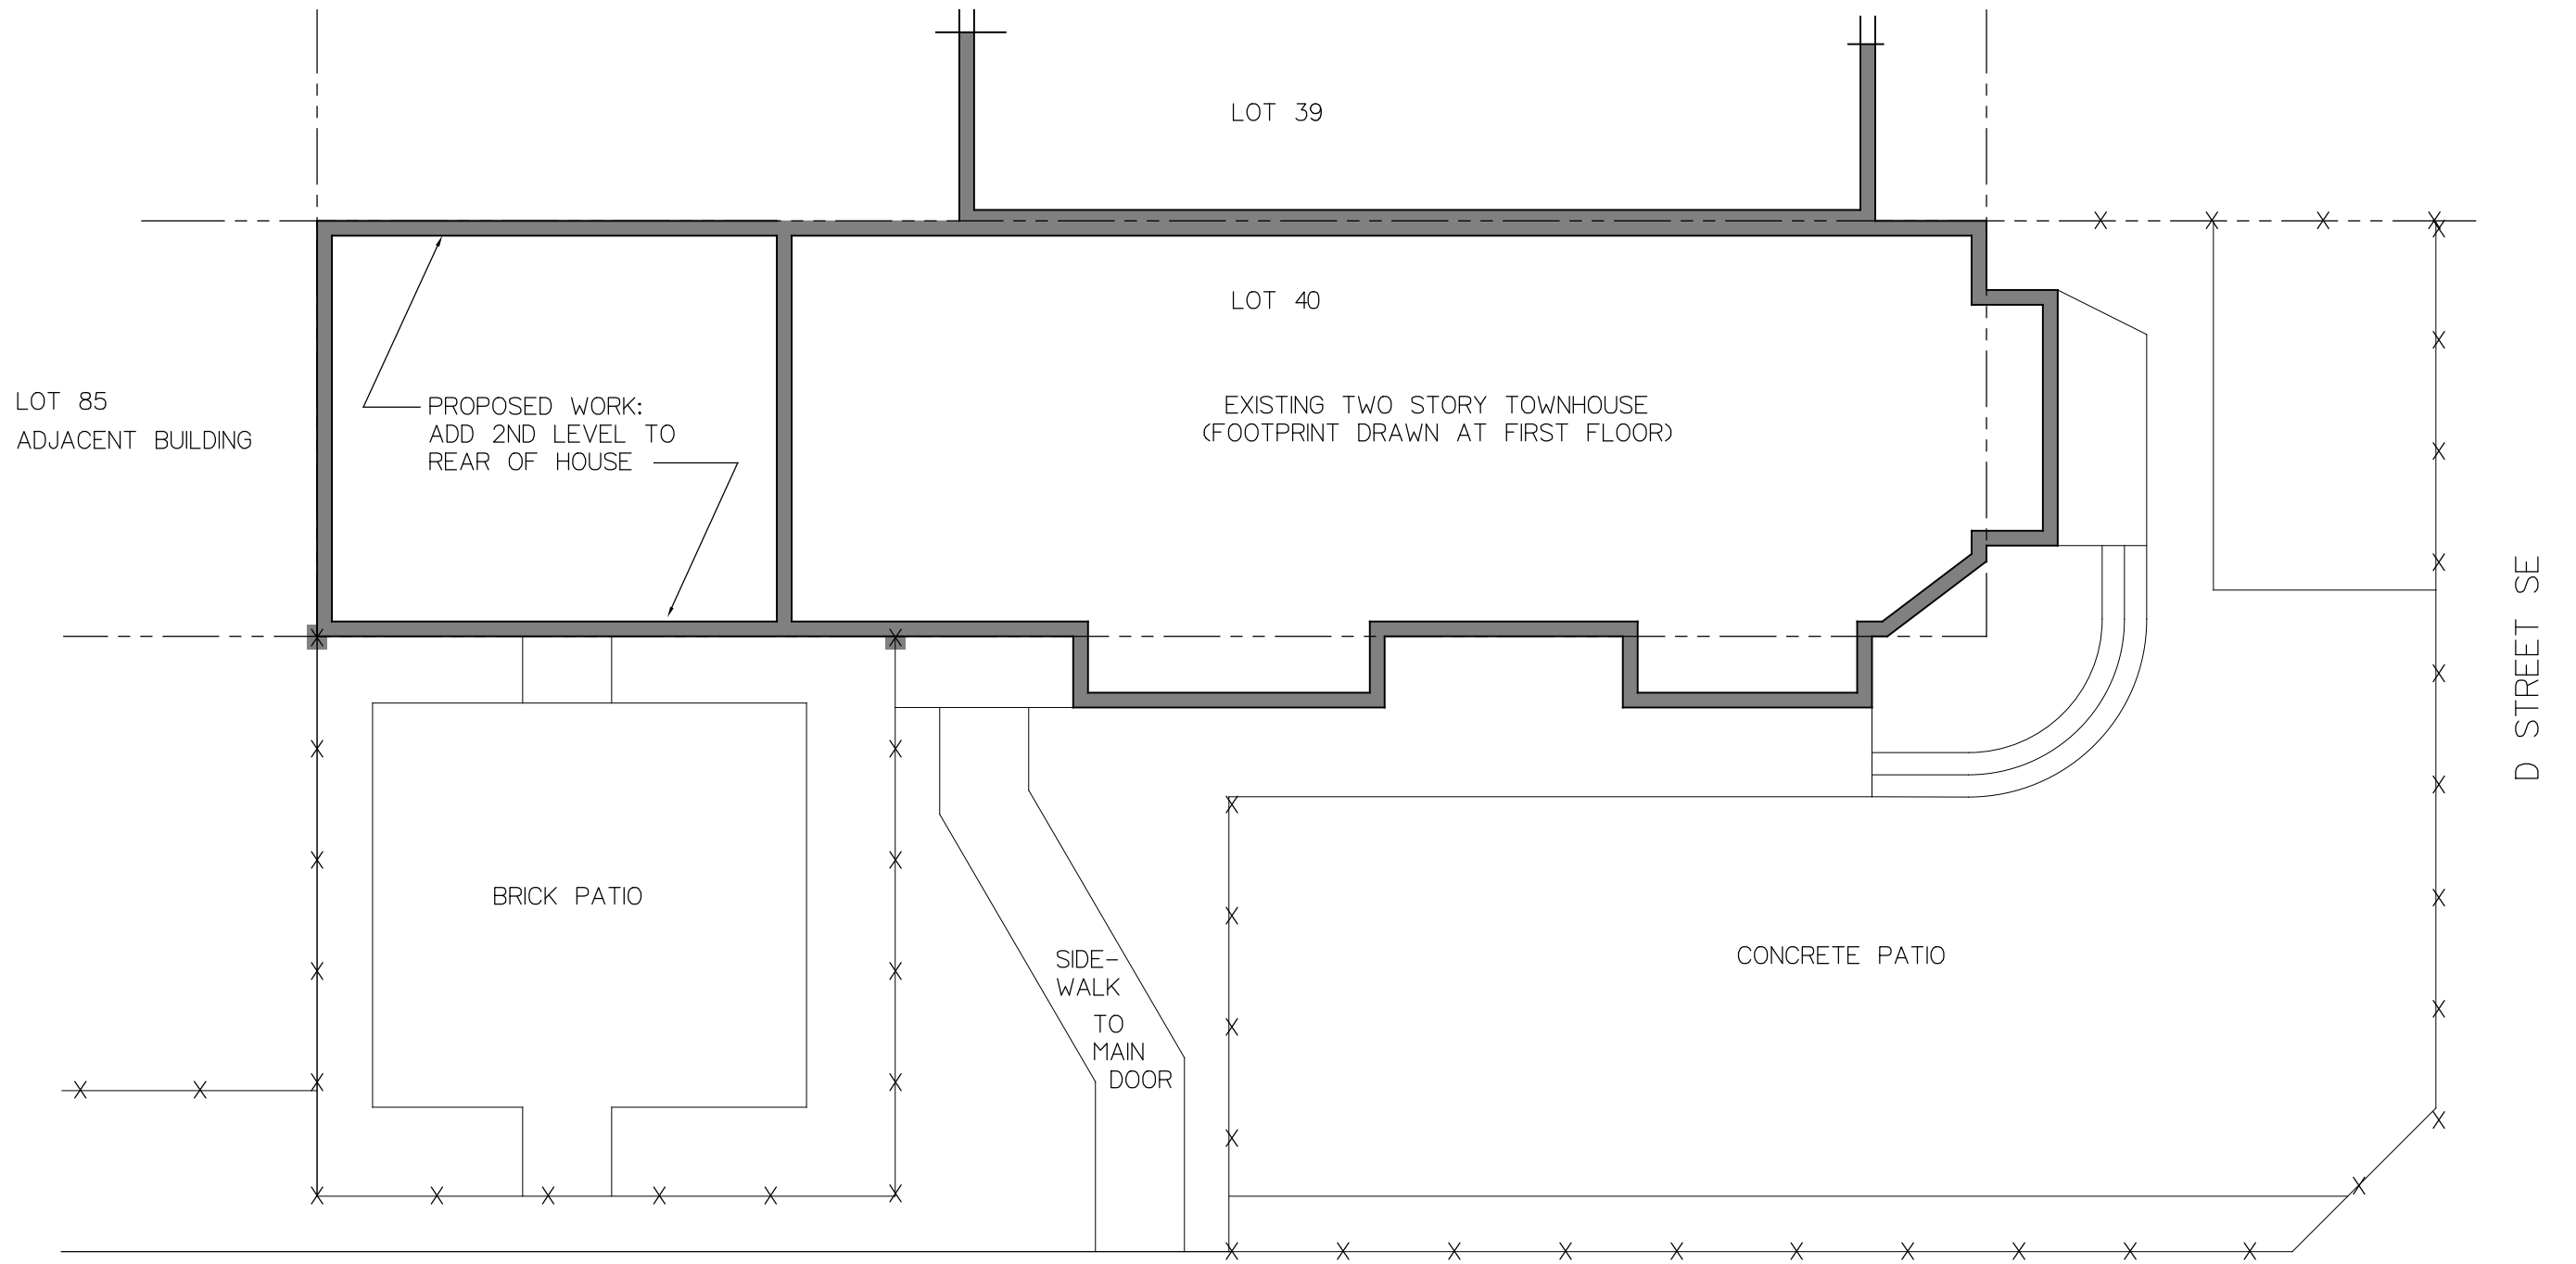 LOT 39
LOT 40
LOT 85
ADJACENT BUILDING
PROPOSED WORK:
ADD 2ND LEVEL TO
REAR OF HOUSE
EXISTING TWO STORY TOWNHOUSE
(FOOTPRINT DRAWN AT FIRST FLOOR)
D STREET SE
BRICK PATIO
SIDE-
WALK
TO
MAIN
DOOR
CONCRETE PATIO